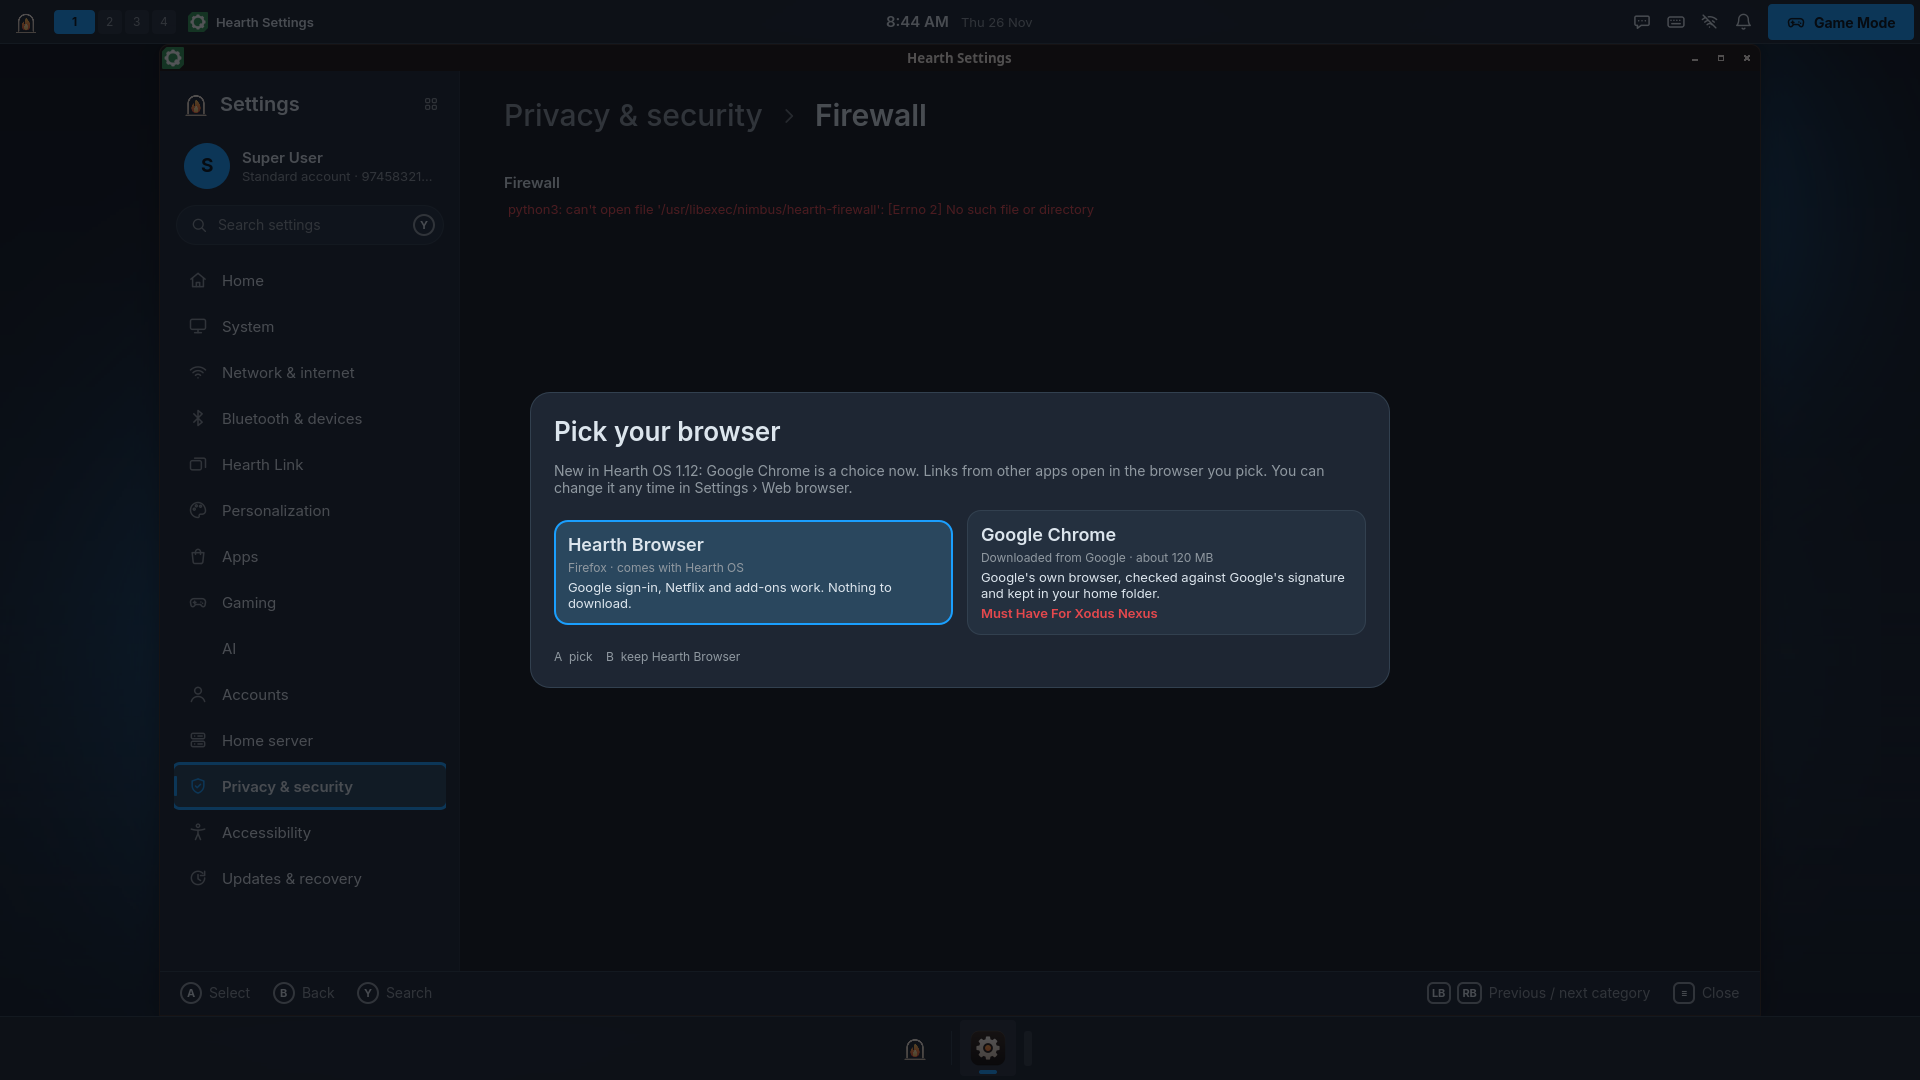 1 2 3 4 Hearth Settings
8:44 AM Thu 26 Nov
Game Mode
Hearth Settings
Settings
S
Super User
Standard account · 97458321...
Search settings Y
Home
System
Network & internet
Bluetooth & devices
Hearth Link
Personalization
Apps
Gaming
AI
Accounts
Home server
Privacy & security
Accessibility
Updates & recovery
Privacy & security > Firewall
Firewall
python3: can't open file '/usr/libexec/nimbus/hearth-firewall': [Errno 2] No such file or directory
Pick your browser
New in Hearth OS 1.12: Google Chrome is a choice now. Links from other apps open in the browser you pick. You can
change it any time in Settings › Web browser.
Hearth Browser
Firefox · comes with Hearth OS
Google sign-in, Netflix and add-ons work. Nothing to
download.
Google Chrome
Downloaded from Google · about 120 MB
Google's own browser, checked against Google's signature
and kept in your home folder.
Must Have For Xodus Nexus
A pick B keep Hearth Browser
A Select B Back Y Search
LB RB Previous / next category ≡ Close